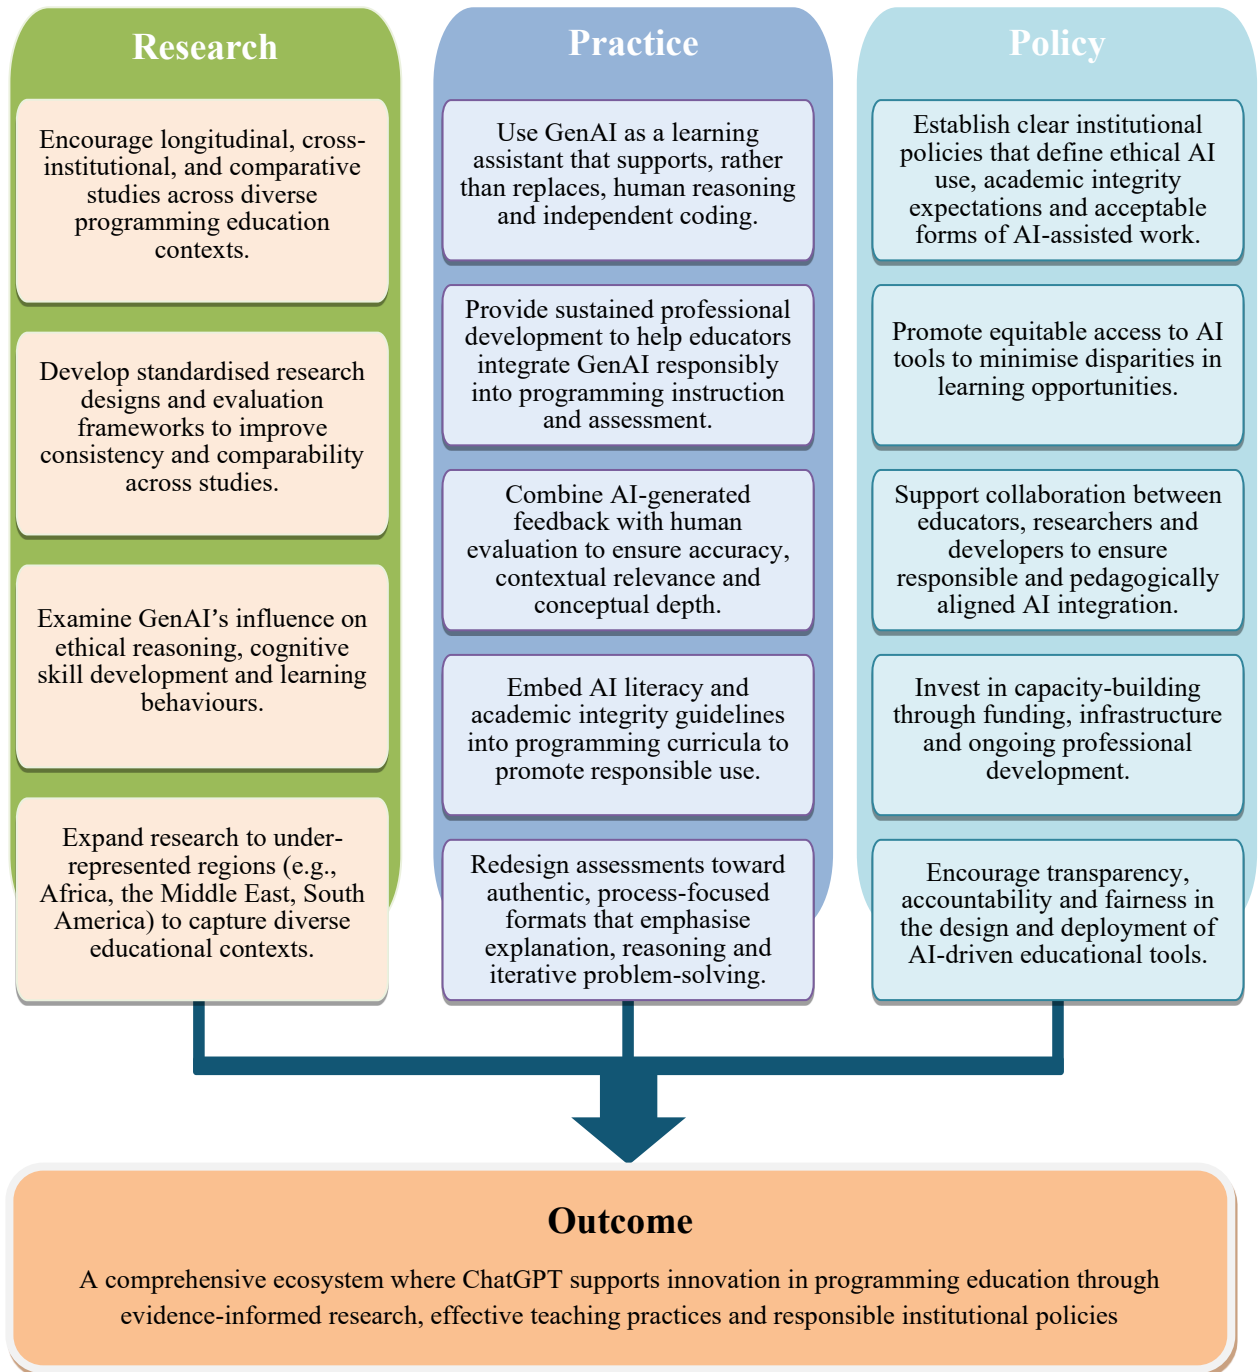 Research
Encourage longitudinal, cross-
institutional, and comparative
studies across diverse
programming education
contexts.
Develop standardised research
designs and evaluation
frameworks to improve
consistency and comparability
across studies.
Examine GenAI’s influence on
ethical reasoning, cognitive
skill development and learning
behaviours.
Expand research to under-
represented regions (e.g.,
Africa, the Middle East, South
America) to capture diverse
educational contexts.
Practice
Use GenAI as a learning
assistant that supports, rather
than replaces, human reasoning
and independent coding.
Provide sustained professional
development to help educators
integrate GenAI responsibly
into programming instruction
and assessment.
Combine AI-generated
feedback with human
evaluation to ensure accuracy,
contextual relevance and
conceptual depth.
Embed AI literacy and
academic integrity guidelines
into programming curricula to
promote responsible use.
Redesign assessments toward
authentic, process-focused
formats that emphasise
explanation, reasoning and
iterative problem-solving.
Policy
Establish clear institutional
policies that define ethical AI
use, academic integrity
expectations and acceptable
forms of AI-assisted work.
Promote equitable access to AI
tools to minimise disparities in
learning opportunities.
Support collaboration between
educators, researchers and
developers to ensure
responsible and pedagogically
aligned AI integration.
Invest in capacity-building
through funding, infrastructure
and ongoing professional
development.
Encourage transparency,
accountability and fairness in
the design and deployment of
AI-driven educational tools.
Outcome
A comprehensive ecosystem where ChatGPT supports innovation in programming education through
evidence-informed research, effective teaching practices and responsible institutional policies